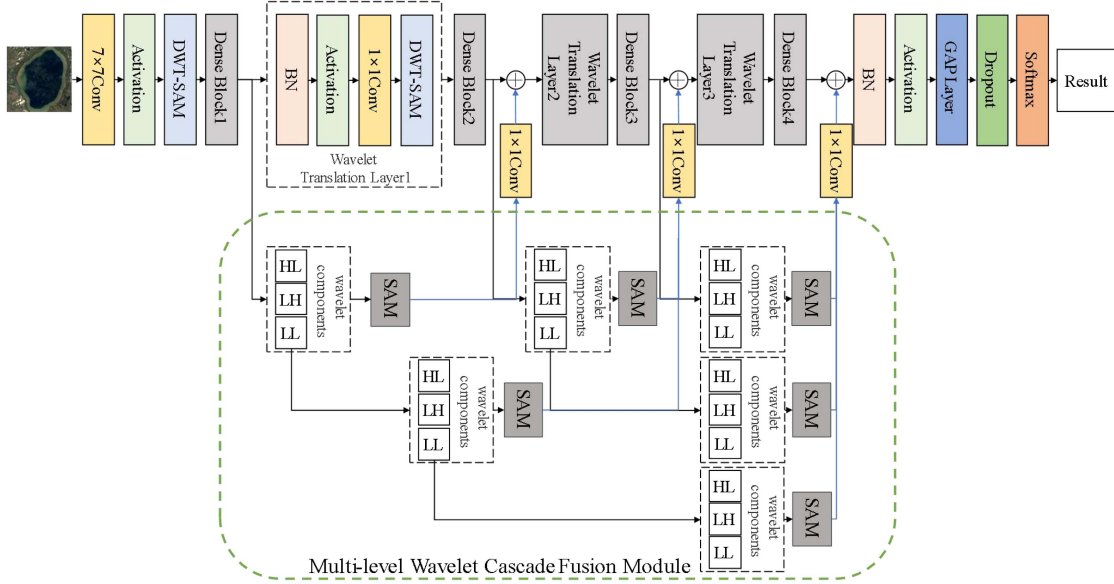 7×7Conv
Activation
DWT-SAM
Dense Block1
BN
Activation
1×1Conv
DWT-SAM
Wavelet
Translation Layer1
Dense Block2
Wavelet
Translation
Layer2
Dense Block3
Wavelet
Translation
Layer3
Dense Block4
BN
Activation
GAP Layer
Dropout
Softmax
Result
1×1Conv
1×1Conv
1×1Conv
HL
LH
LL
wavelet
components
SAM
HL
LH
LL
wavelet
components
SAM
HL
LH
LL
wavelet
components
SAM
HL
LH
LL
wavelet
components
SAM
HL
LH
LL
wavelet
components
SAM
HL
LH
LL
wavelet
components
SAM
Multi-level Wavelet Cascade Fusion Module